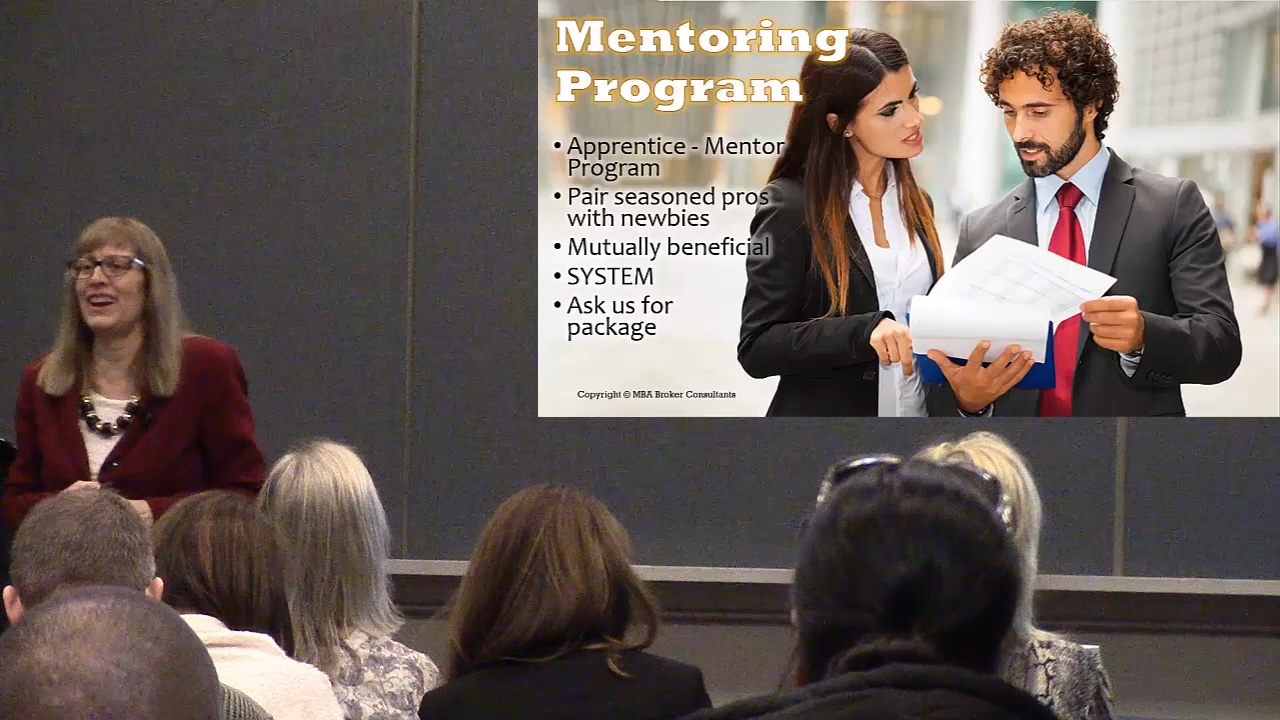 Mentoring
Program
• Apprentice - Mentor
Program
• Pair seasoned pros
with newbies
• Mutually beneficial
• SYSTEM
• Ask us for
package
Copyright © MBA Broker Consultants